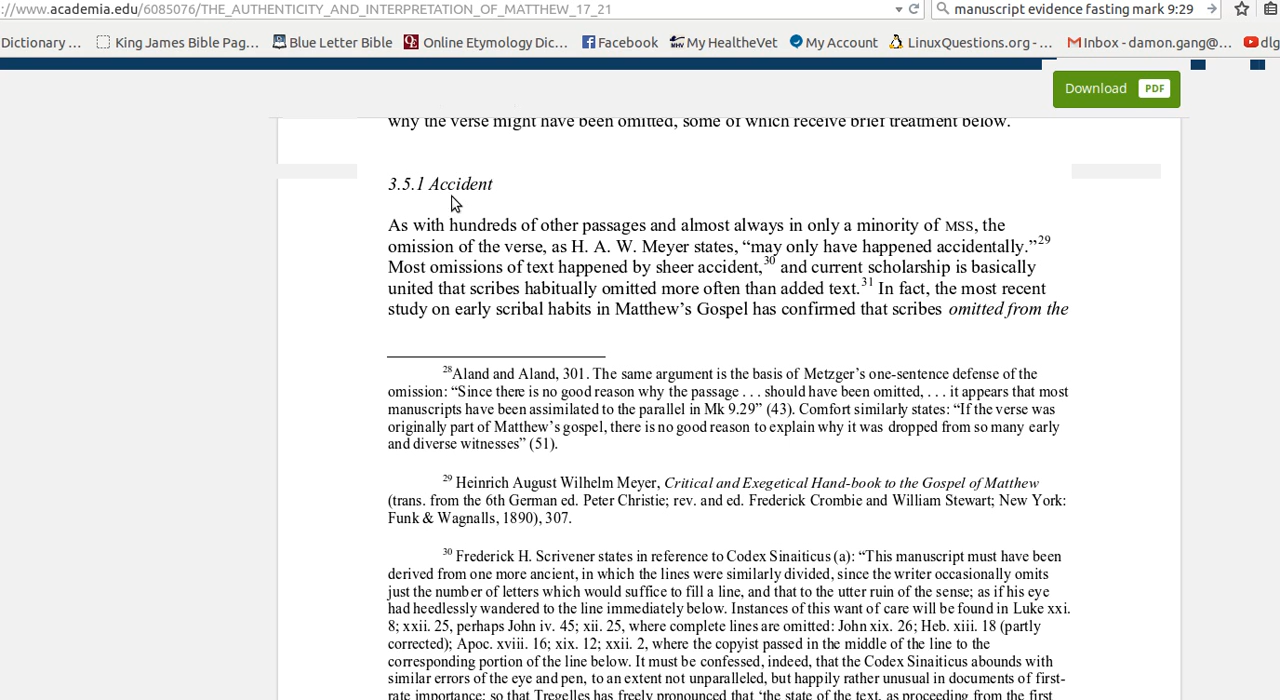 ://www.academia.edu/6085076/THE_AUTHENTICITY_AND_INTERPRETATION_OF_MATTHEW_17_21
manuscript evidence fasting mark 9:29
Dictionary ... King James Bible Pag... Blue Letter Bible Online Etymology Dic... Facebook My HealtheVet My Account LinuxQuestions.org - ... Inbox - damon.gang@... dlg
Download PDF
why the verse might have been omitted, some of which receive brief treatment below.
3.5.1 Accident
As with hundreds of other passages and almost always in only a minority of MSS, the
omission of the verse, as H. A. W. Meyer states, “may only have happened accidentally.”29
Most omissions of text happened by sheer accident,30 and current scholarship is basically
united that scribes habitually omitted more often than added text.31 In fact, the most recent
study on early scribal habits in Matthew’s Gospel has confirmed that scribes omitted from the
28Aland and Aland, 301. The same argument is the basis of Metzger’s one-sentence defense of the
omission: “Since there is no good reason why the passage . . . should have been omitted, . . . it appears that most
manuscripts have been assimilated to the parallel in Mk 9.29” (43). Comfort similarly states: “If the verse was
originally part of Matthew’s gospel, there is no good reason to explain why it was dropped from so many early
and diverse witnesses” (51).
29 Heinrich August Wilhelm Meyer, Critical and Exegetical Hand-book to the Gospel of Matthew
(trans. from the 6th German ed. Peter Christie; rev. and ed. Frederick Crombie and William Stewart; New York:
Funk & Wagnalls, 1890), 307.
30 Frederick H. Scrivener states in reference to Codex Sinaiticus (a): “This manuscript must have been
derived from one more ancient, in which the lines were similarly divided, since the writer occasionally omits
just the number of letters which would suffice to fill a line, and that to the utter ruin of the sense; as if his eye
had heedlessly wandered to the line immediately below. Instances of this want of care will be found in Luke xxi.
8; xxii. 25, perhaps John iv. 45; xii. 25, where complete lines are omitted: John xix. 26; Heb. xiii. 18 (partly
corrected); Apoc. xviii. 16; xix. 12; xxii. 2, where the copyist passed in the middle of the line to the
corresponding portion of the line below. It must be confessed, indeed, that the Codex Sinaiticus abounds with
similar errors of the eye and pen, to an extent not unparalleled, but happily rather unusual in documents of first-
rate importance; so that Tregelles has freely pronounced that ‘the state of the text, as proceeding from the first